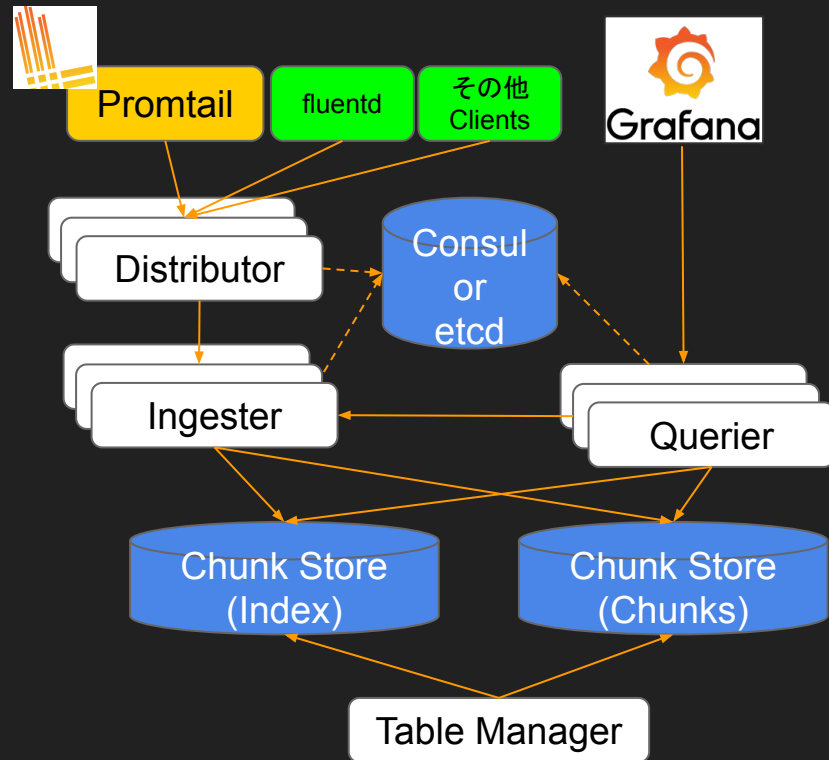 Promtail
fluentd
その他
Clients
Grafana
Distributor
Consul
or
etcd
Ingester
Querier
Chunk Store
(Index)
Chunk Store
(Chunks)
Table Manager